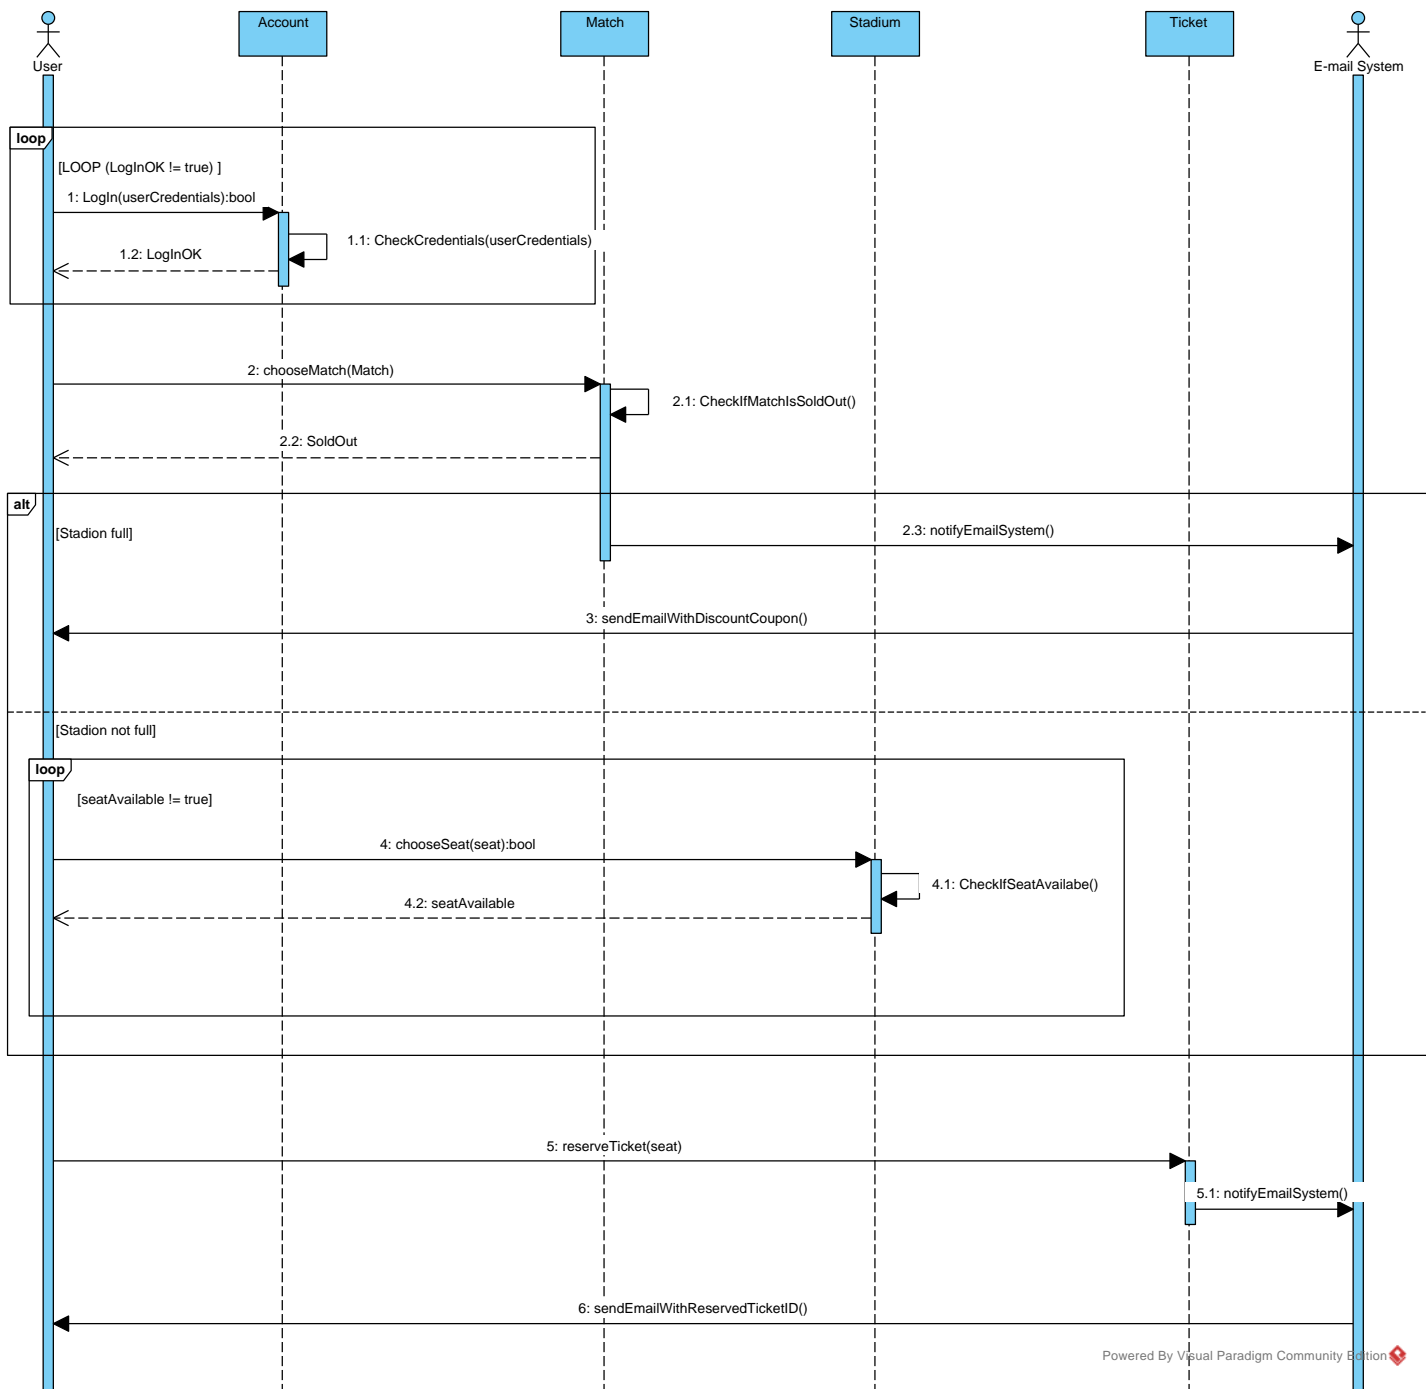 Account
Match
Stadium
Ticket
User
E-mail System
loop
[LOOP (LogInOK != true) ]
1: LogIn(userCredentials):bool
1.1: CheckCredentials(userCredentials)
1.2: LogInOK
2: chooseMatch(Match)
2.1: CheckIfMatchIsSoldOut()
2.2: SoldOut
alt
[Stadion full]
2.3: notifyEmailSystem()
3: sendEmailWithDiscountCoupon()
[Stadion not full]
loop
[seatAvailable != true]
4: chooseSeat(seat):bool
4.1: CheckIfSeatAvailabe()
4.2: seatAvailable
5: reserveTicket(seat)
5.1: notifyEmailSystem()
6: sendEmailWithReservedTicketID()
Powered By Visual Paradigm Community Edition